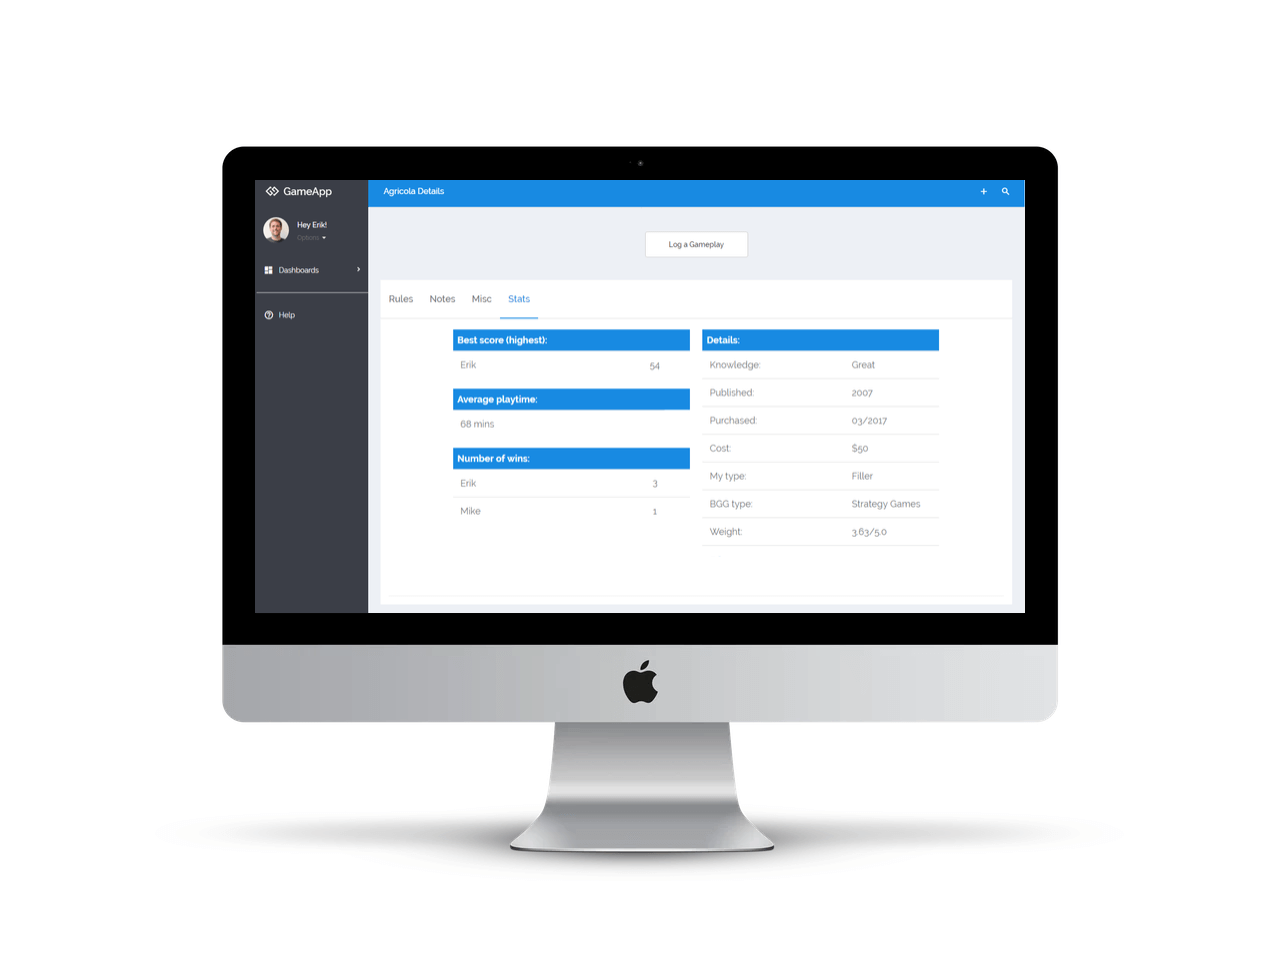 GameApp
Agricola Details
Hey Erik!
Options
Dashboards
Help
Log a Gameplay
Rules Notes Misc Stats
Best score (highest):
Erik 54
Average playtime:
68 mins
Number of wins:
Erik 3
Mike 1
Details:
Knowledge: Great
Published: 2007
Purchased: 03/2017
Cost: $50
My type: Filler
BGG type: Strategy Games
Weight: 3.63/5.0